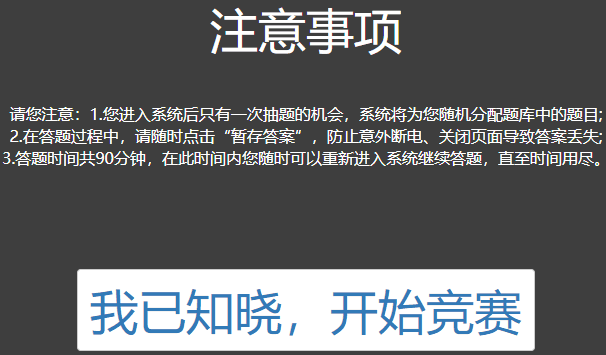 注意事项
请您注意：1.您进入系统后只有一次抽题的机会，系统将为您随机分配题库中的题目;
2.在答题过程中，请随时点击“暂存答案”，防止意外断电、关闭页面导致答案丢失;
3.答题时间共90分钟，在此时间内您随时可以重新进入系统继续答题，直至时间用尽。
我已知晓，开始竞赛